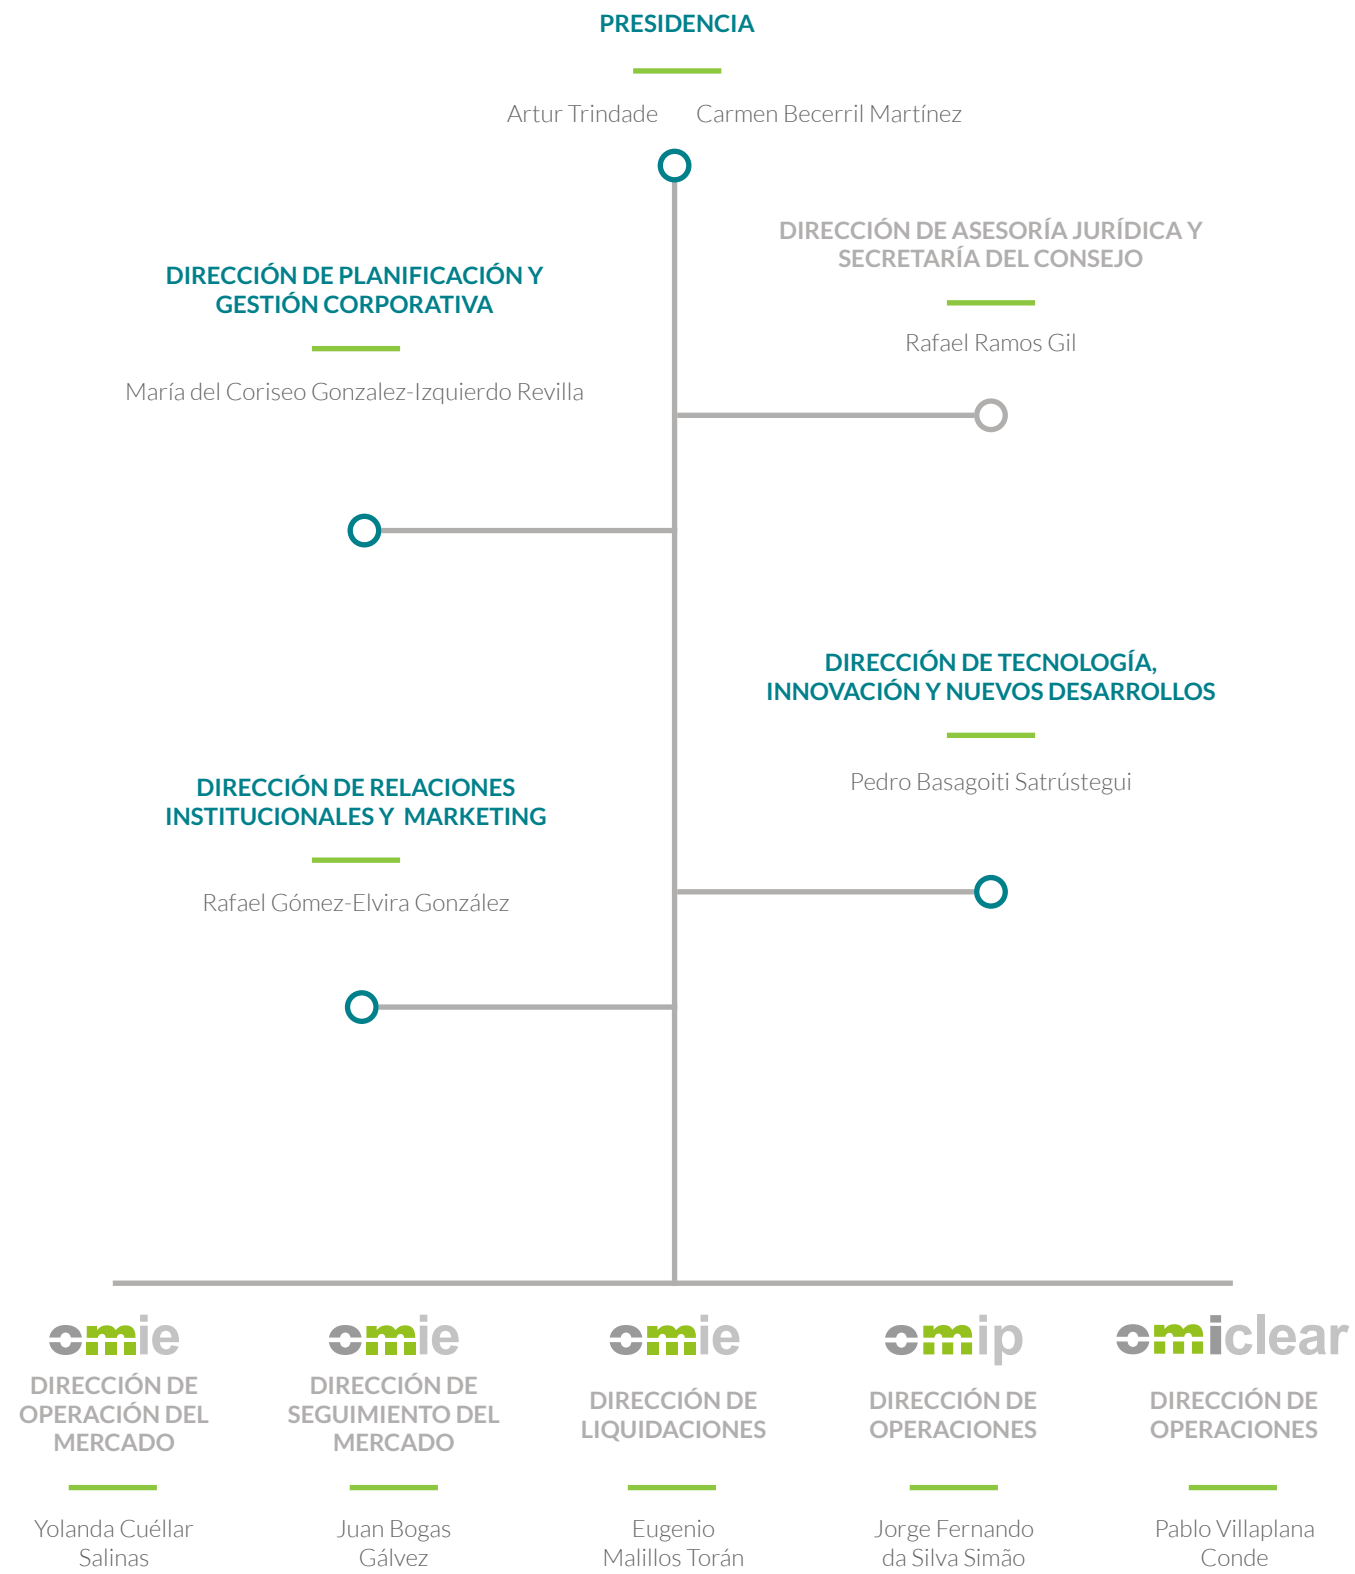 PRESIDENCIA
Artur Trindade Carmen Becerril Martínez
DIRECCIÓN DE ASESORÍA JURÍDICA Y
SECRETARÍA DEL CONSEJO
Rafael Ramos Gil
DIRECCIÓN DE PLANIFICACIÓN Y
GESTIÓN CORPORATIVA
María del Coriseo Gonzalez-Izquierdo Revilla
DIRECCIÓN DE TECNOLOGÍA,
INNOVACIÓN Y NUEVOS DESARROLLOS
Pedro Basagoiti Satrústegui
DIRECCIÓN DE RELACIONES
INSTITUCIONALES Y MARKETING
Rafael Gómez-Elvira González
omie
DIRECCIÓN DE
OPERACIÓN DEL
MERCADO
Yolanda Cuéllar
Salinas
omie
DIRECCIÓN DE
SEGUIMIENTO DEL
MERCADO
Juan Bogas
Gálvez
omie
DIRECCIÓN DE
LIQUIDACIONES
Eugenio
Malillos Torán
omip
DIRECCIÓN DE
OPERACIONES
Jorge Fernando
da Silva Simão
omiclear
DIRECCIÓN DE
OPERACIONES
Pablo Villaplana
Conde